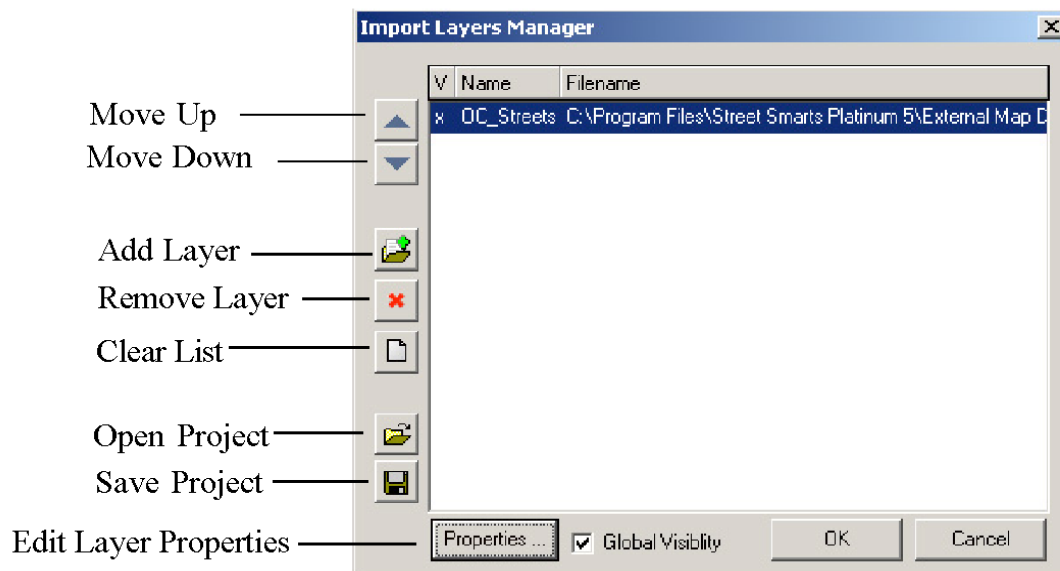 Import Layers Manager
V Name Filename
x OC_Streets C:\Program Files\Street Smarts Platinum 5\External Map D
Move Up
Move Down
Add Layer
Remove Layer
Clear List
Open Project
Save Project
Edit Layer Properties
Properties ... Global Visiblity OK Cancel